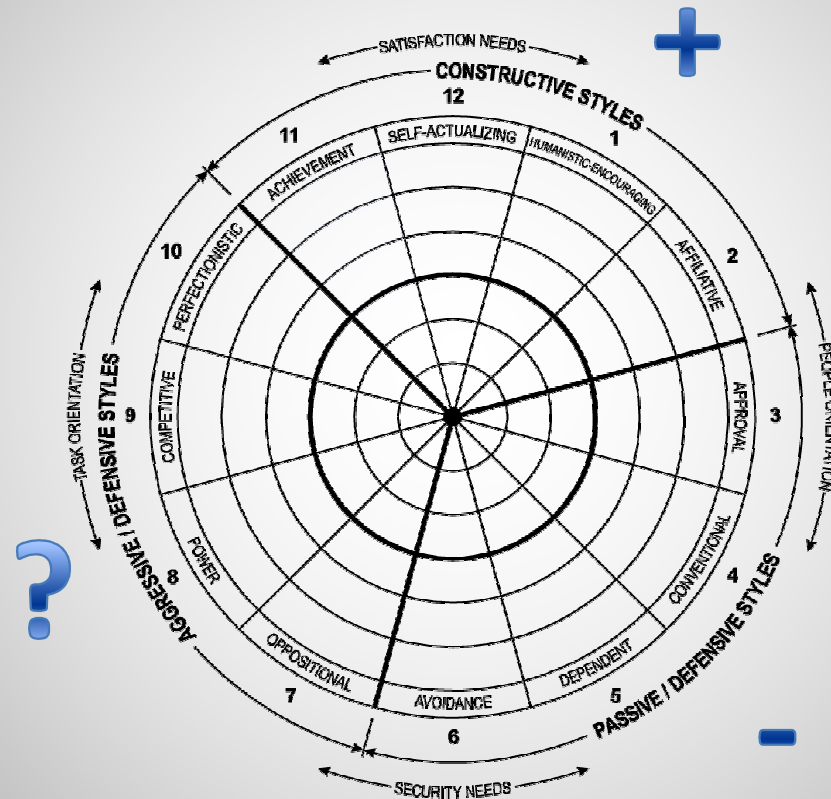 +
SATISFACTION NEEDS
CONSTRUCTIVE STYLES
12
SELF-ACTUALIZING
1
HUMANISTIC-ENCOURAGING
2
AFFILIATIVE
3
APPROVAL
PEOPLE ORIENTATION
4
CONVENTIONAL
PASSIVE / DEFENSIVE STYLES
5
DEPENDENT
6
AVOIDANCE
SECURITY NEEDS
-
7
OPPOSITIONAL
8
POWER
AGGRESSIVE / DEFENSIVE STYLES
?
9
COMPETITIVE
TASK ORIENTATION
10
PERFECTIONISTIC
11
ACHIEVEMENT